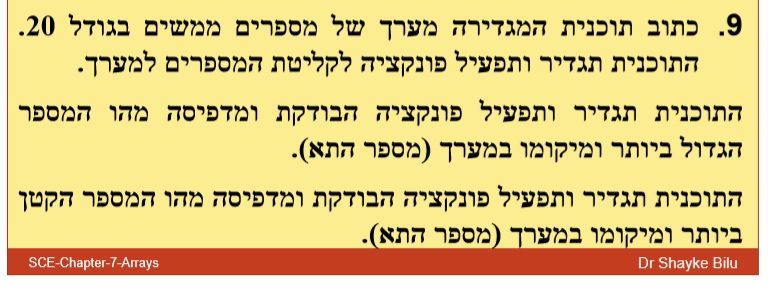 9. כתוב תוכנית המגדירה מערך של מספרים ממשים בגודל 20.
התוכנית תגדיר ותפעיל פונקציה לקליטת המספרים למערך.
התוכנית תגדיר ותפעיל פונקציה הבודקת ומדפיסה מהו המספר
הגדול ביותר ומיקומו במערך (מספר התא).
התוכנית תגדיר ותפעיל פונקציה הבודקת ומדפיסה מהו המספר הקטן
ביותר ומיקומו במערך (מספר התא).
SCE-Chapter-7-Arrays
Dr Shayke Bilu